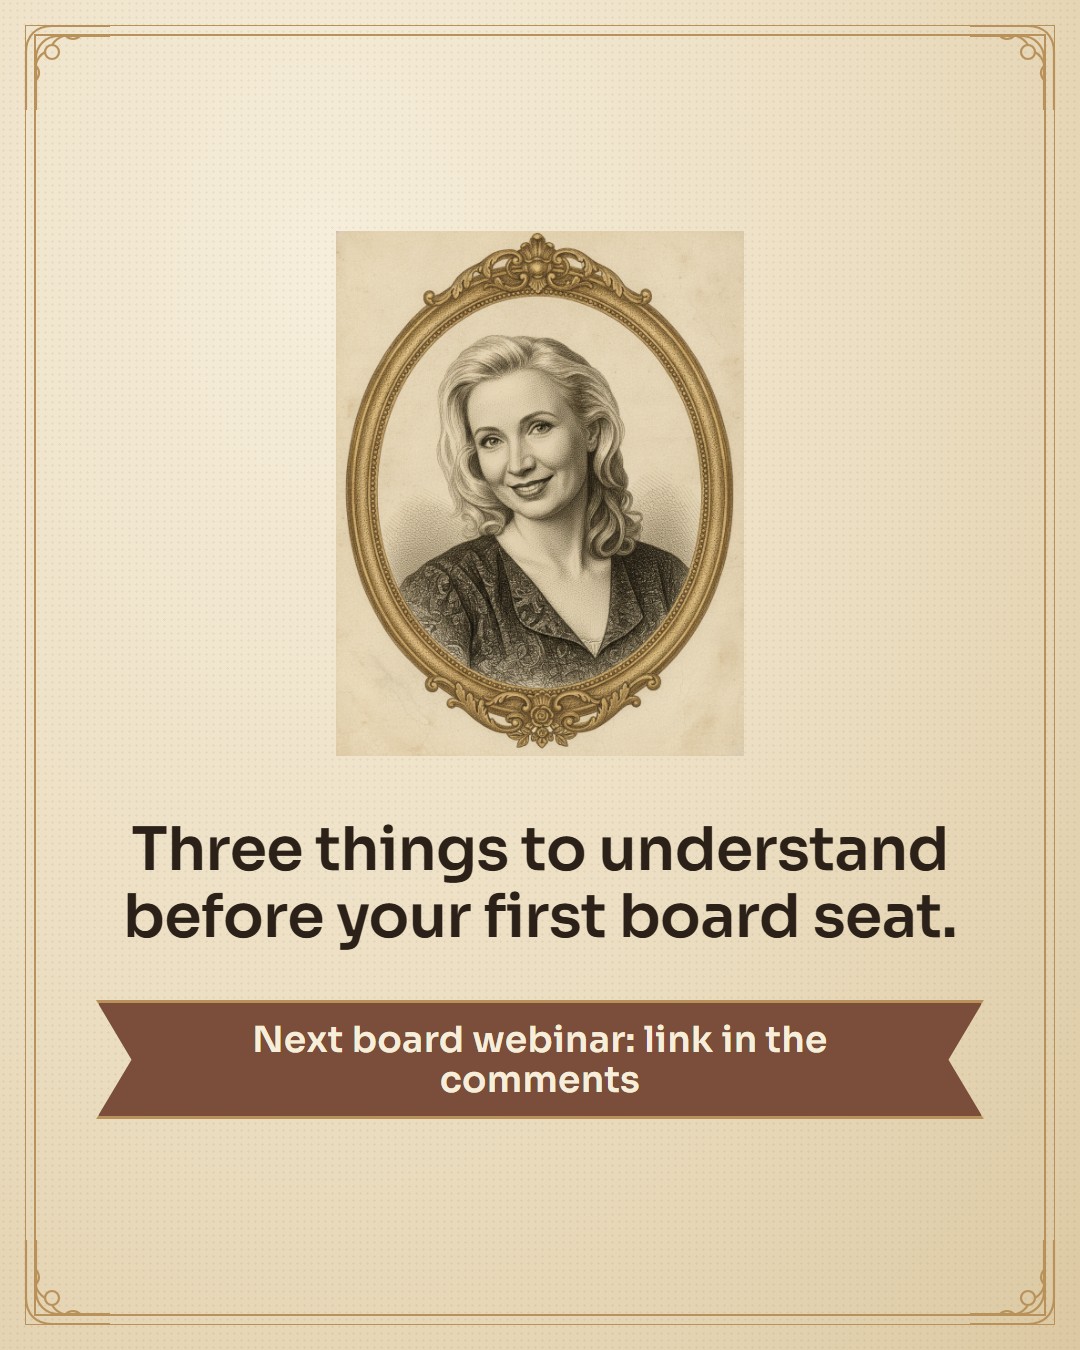 Three things to understand
before your first board seat.
Next board webinar: link in the
comments